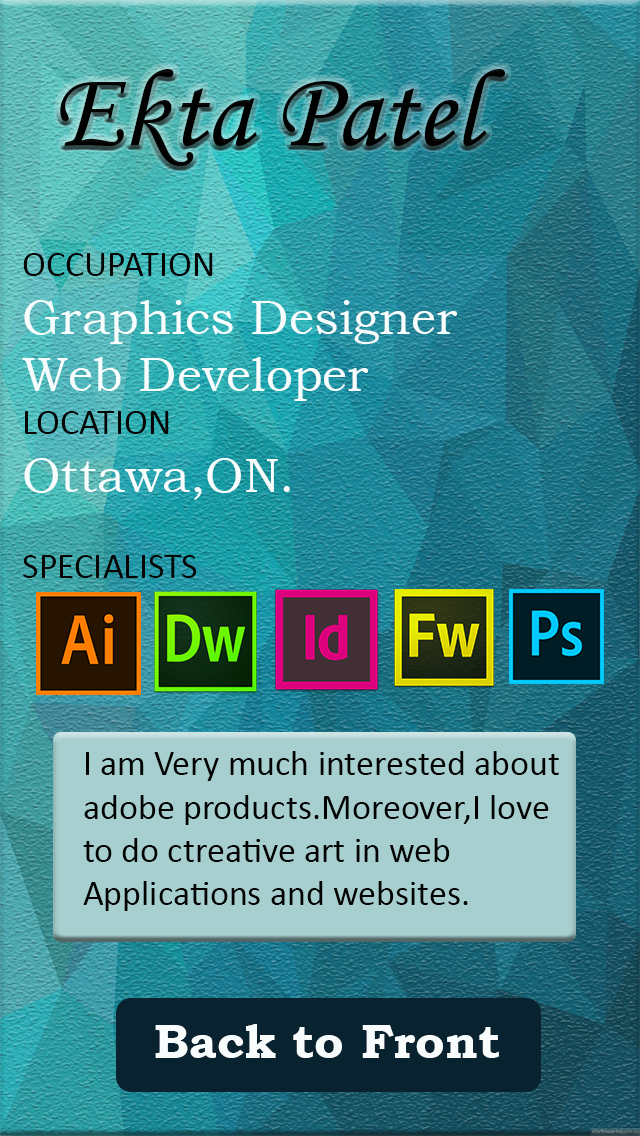 Ekta Patel
OCCUPATION
Graphics Designer
Web Developer
LOCATION
Ottawa,ON.
SPECIALISTS
Ai Dw Id Fw Ps
I am Very much interested about
adobe products.Moreover,I love
to do ctreative art in web
Applications and websites.
Back to Front